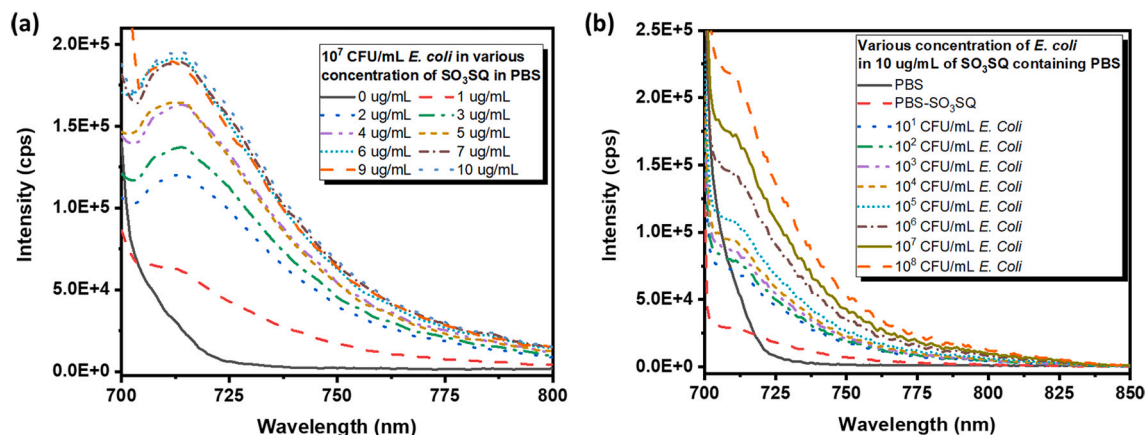 (a)
Intensity (cps)
2.0E+5
1.5E+5
1.0E+5
5.0E+4
0.0E+0
10⁷ CFU/mL E. coli in various
concentration of SO₃SQ in PBS
0 ug/mL
1 ug/mL
2 ug/mL
3 ug/mL
4 ug/mL
5 ug/mL
6 ug/mL
7 ug/mL
9 ug/mL
10 ug/mL
700
725
750
775
800
Wavelength (nm)
(b)
Intensity (cps)
2.5E+5
2.0E+5
1.5E+5
1.0E+5
5.0E+4
0.0E+0
Various concentration of E. coli
in 10 ug/mL of SO₃SQ containing PBS
PBS
PBS-SO₃SQ
10¹ CFU/mL E. Coli
10² CFU/mL E. Coli
10³ CFU/mL E. Coli
10⁴ CFU/mL E. Coli
10⁵ CFU/mL E. Coli
10⁶ CFU/mL E. Coli
10⁷ CFU/mL E. Coli
10⁸ CFU/mL E. Coli
700
750
800
850
Wavelength (nm)